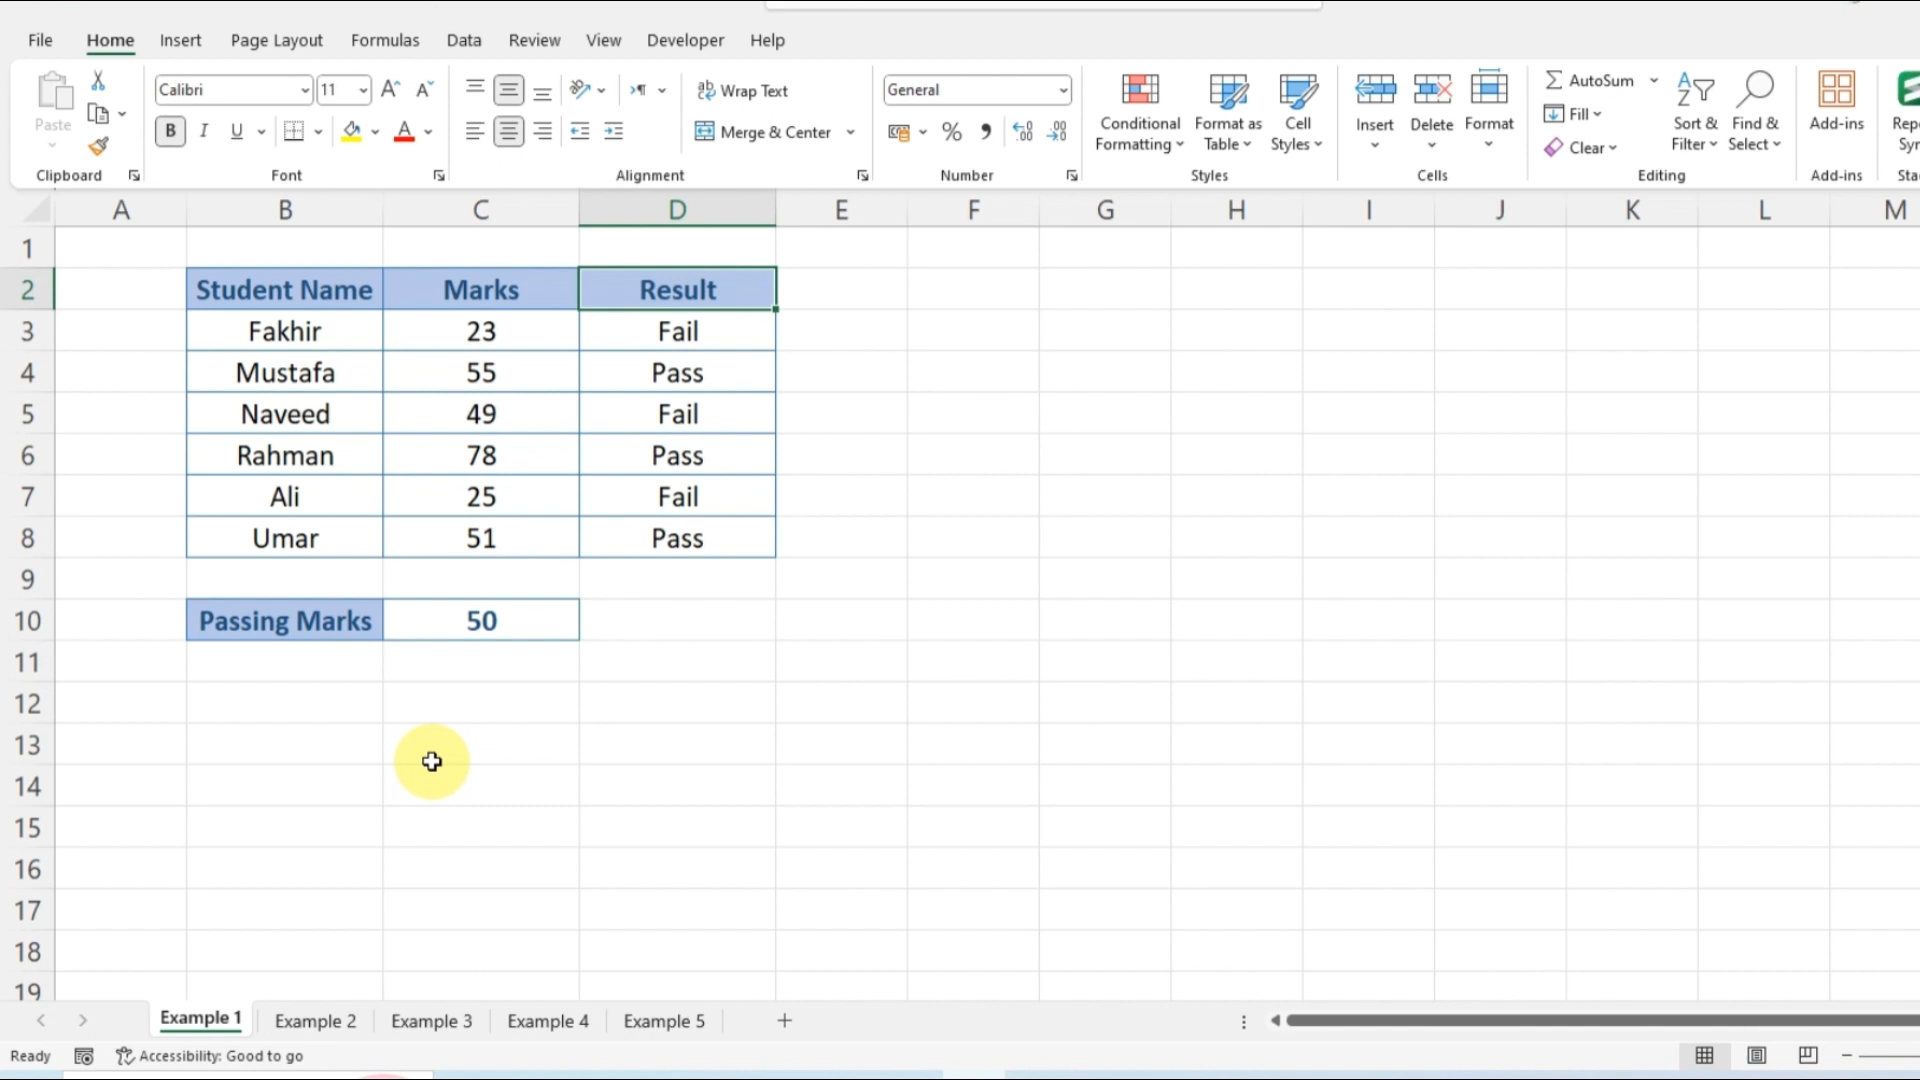 File Home Insert Page Layout Formulas Data Review View Developer Help
Calibri 11 Wrap Text General AutoSum
Paste Conditional Formatting Format as Table Cell Styles Insert Delete Format Fill Sort & Filter Find & Select Add-ins
B I U A Merge & Center % Clear
Clipboard Font Alignment Number Styles Cells Editing Add-ins
A B C D E F G H I J K L M
1
2 Student Name Marks Result
3 Fakhir 23 Fail
4 Mustafa 55 Pass
5 Naveed 49 Fail
6 Rahman 78 Pass
7 Ali 25 Fail
8 Umar 51 Pass
9
10 Passing Marks 50
11
12
13
14
15
16
17
18
19
Example 1 Example 2 Example 3 Example 4 Example 5
Ready Accessibility: Good to go